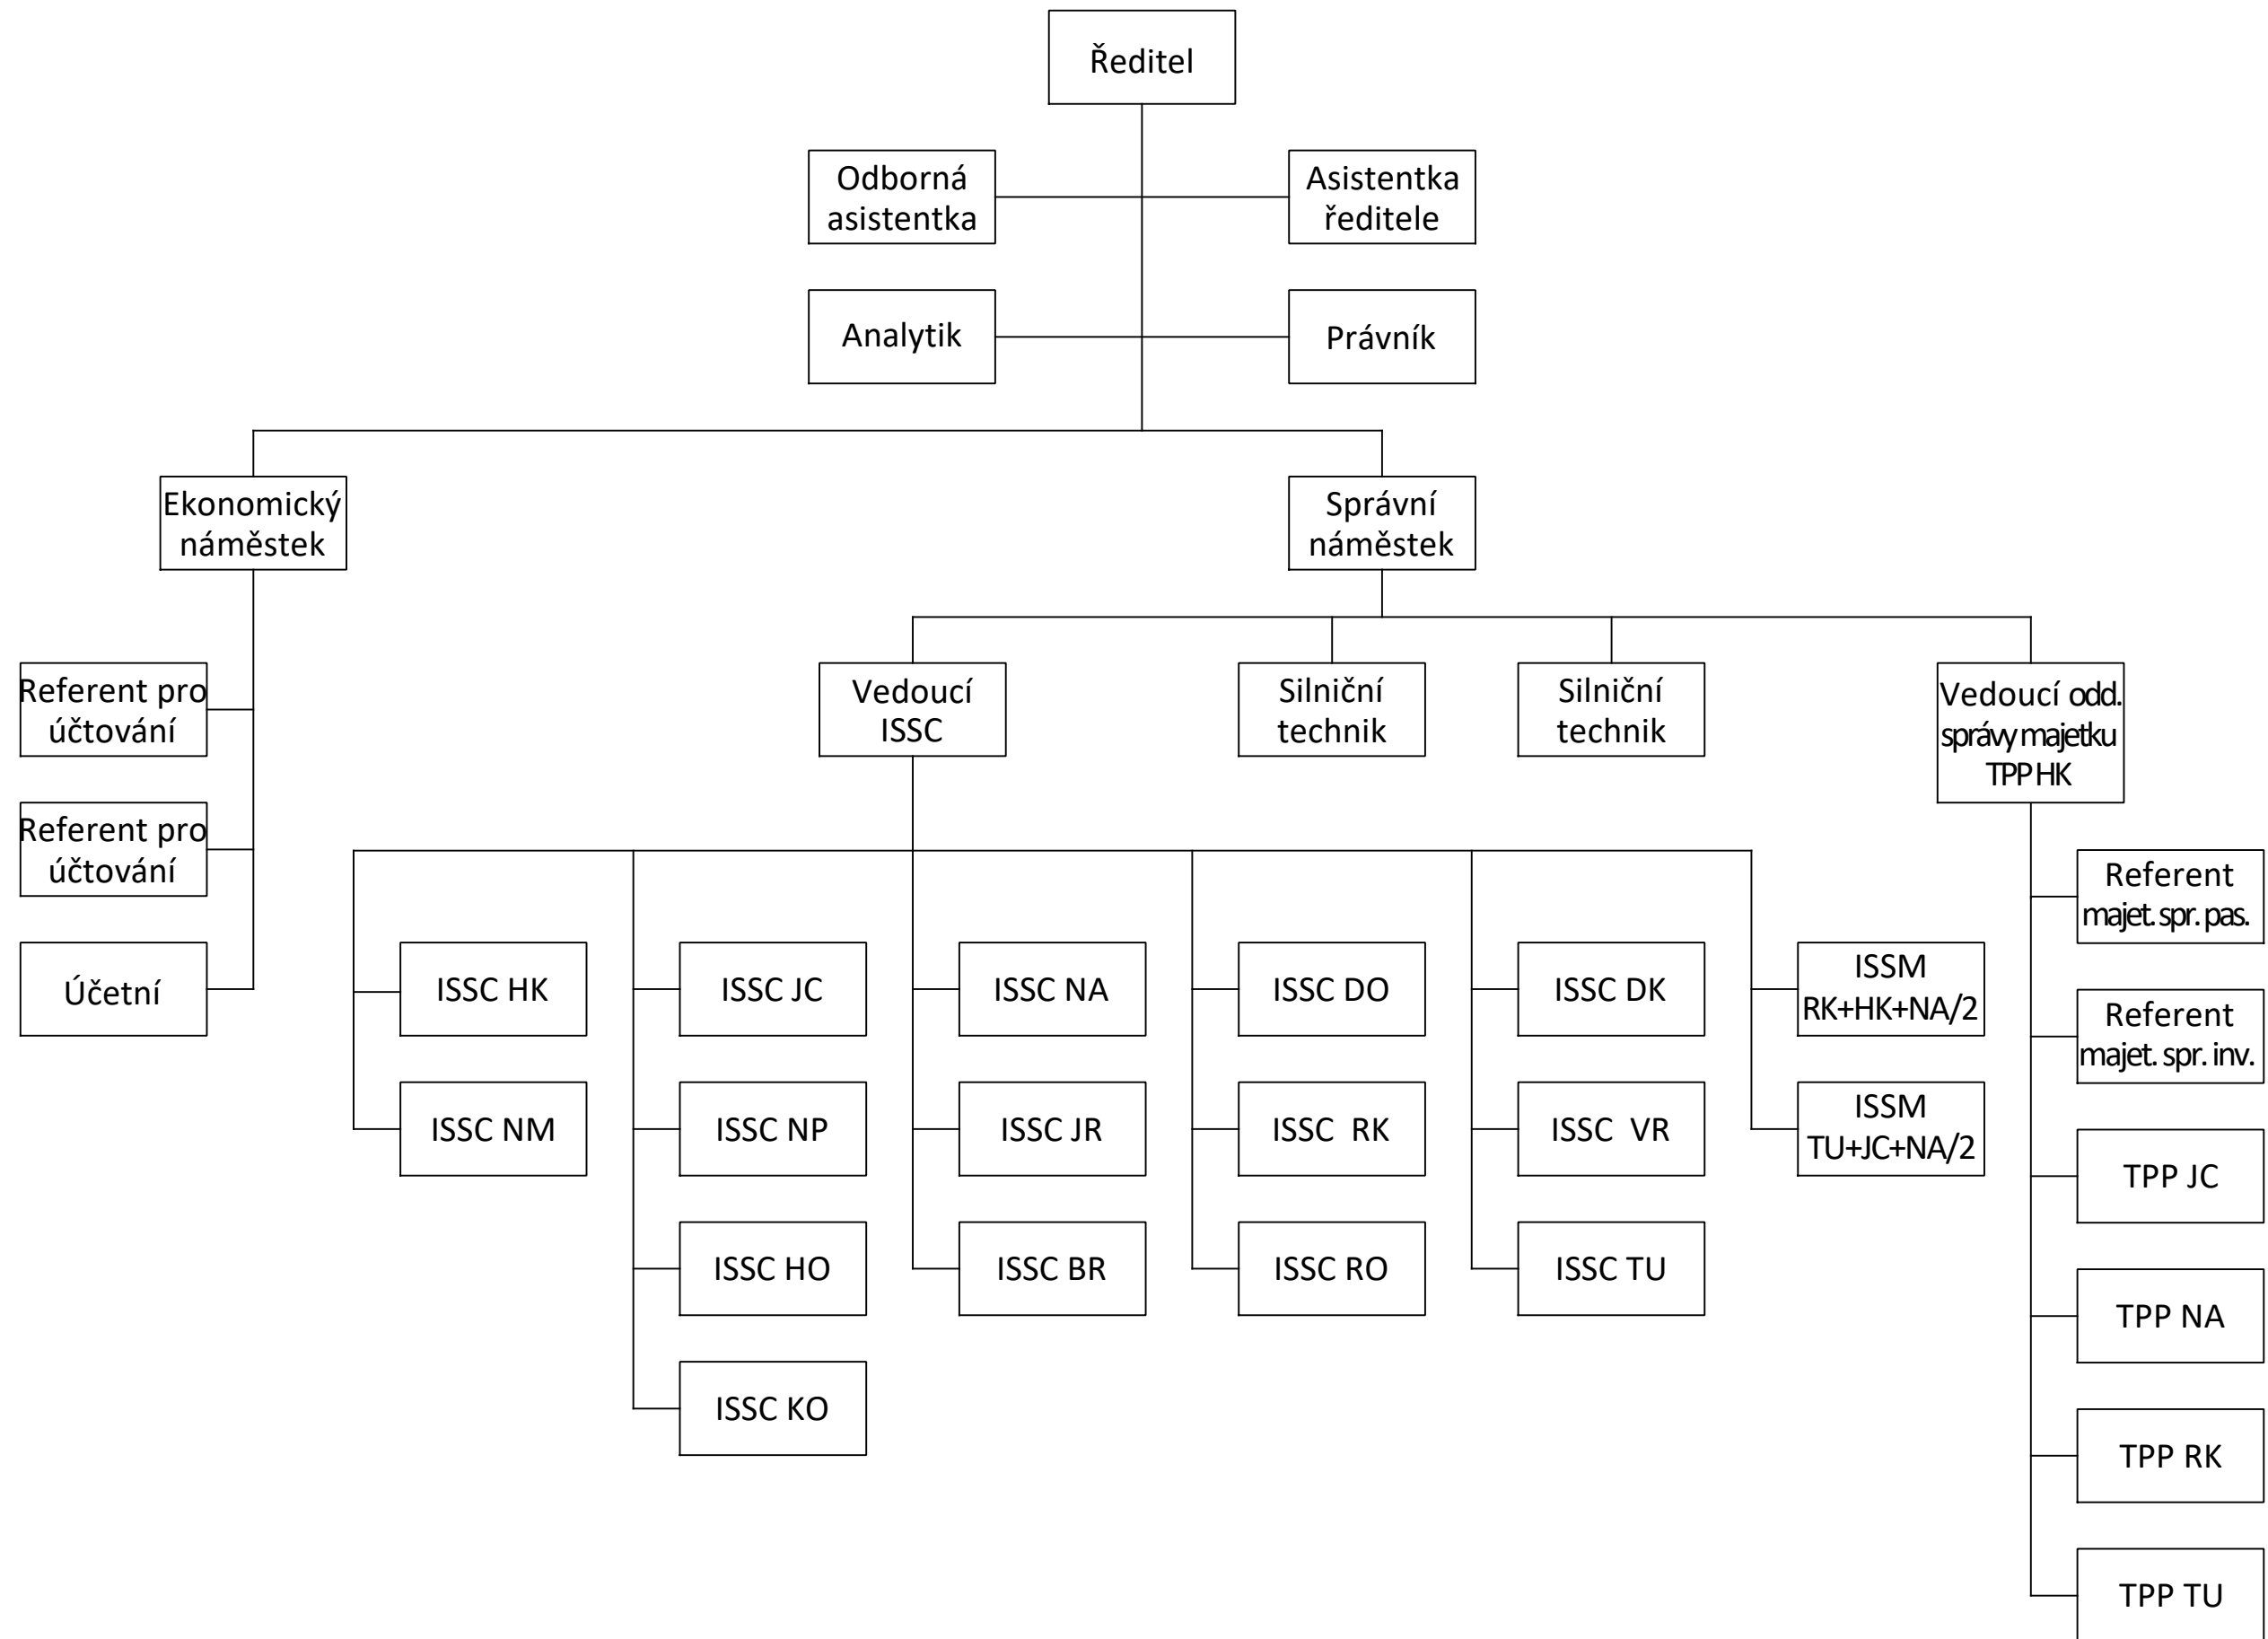 Ředitel
Odborná
asistentka
Asistentka
ředitele
Analytik
Právník
Ekonomický
náměstek
Správní
náměstek
Referent pro
účtování
Referent pro
účtování
Účetní
Vedoucí
ISSC
Silniční
technik
Silniční
technik
Vedoucí odd.
správy majetku
TPP HK
ISSC HK
ISSC NM
ISSC JC
ISSC NP
ISSC HO
ISSC KO
ISSC NA
ISSC JR
ISSC BR
ISSC DO
ISSC RK
ISSC RO
ISSC DK
ISSC VR
ISSC TU
ISSM
RK+HK+NA/2
ISSM
TU+JC+NA/2
Referent
majet. spr. pas.
Referent
majet. spr. inv.
TPP JC
TPP NA
TPP RK
TPP TU